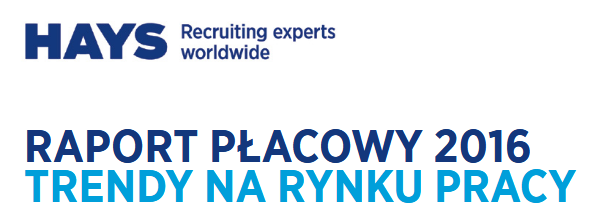 HAYS Recruiting experts
worldwide
RAPORT PŁACOWY 2016
TRENDY NA RYNKU PRACY